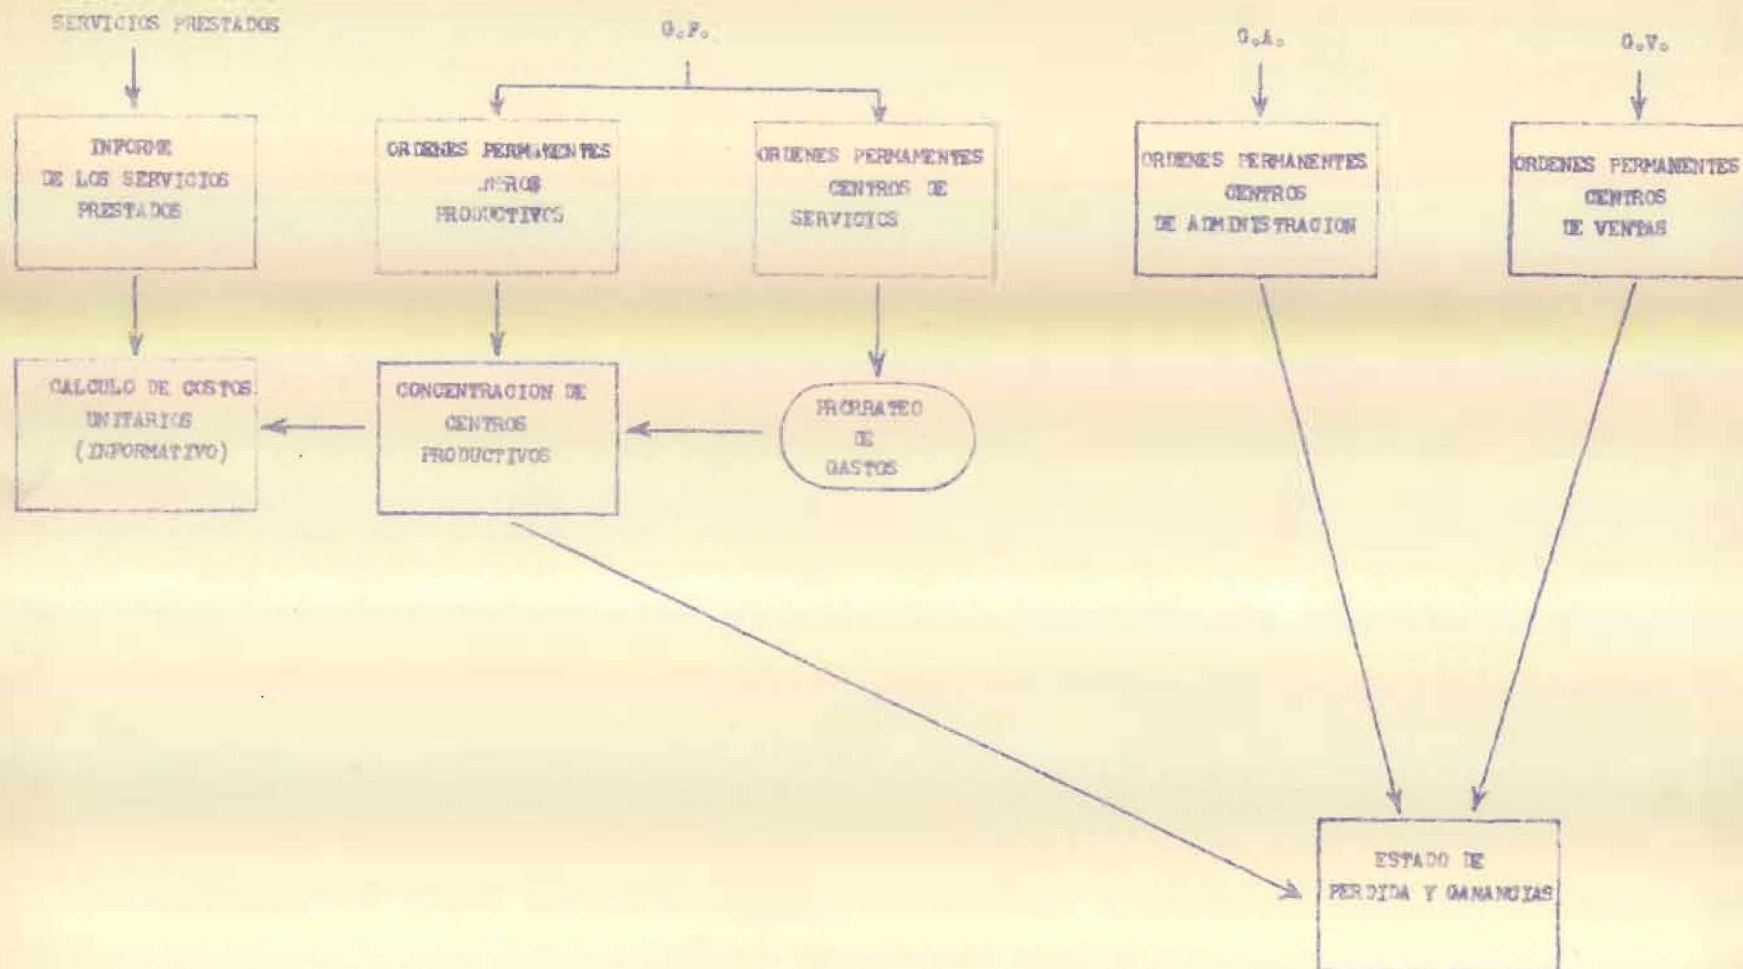 SERVICIOS PRESTADOS
G.F.
G.A.
G.V.
INFORME
DE LOS SERVICIOS
PRESTADOS
ORDENES PERMANENTES
PRODUCTIVOS
ORDENES PERMAMENTES
CENTROS DE
SERVICIOS
ORDENES PERMANENTES
CENTROS
DE ADMINISTRACION
ORDENES PERMANENTES
CENTROS
DE VENTAS
CALCULO DE COSTOS
UNITARIOS
(INFORMATIVO)
CONCENTRACION DE
CENTROS
PRODUCTIVOS
PRORRATEO
DE
GASTOS
ESTADO DE
PERDIDA Y GANANCIAS